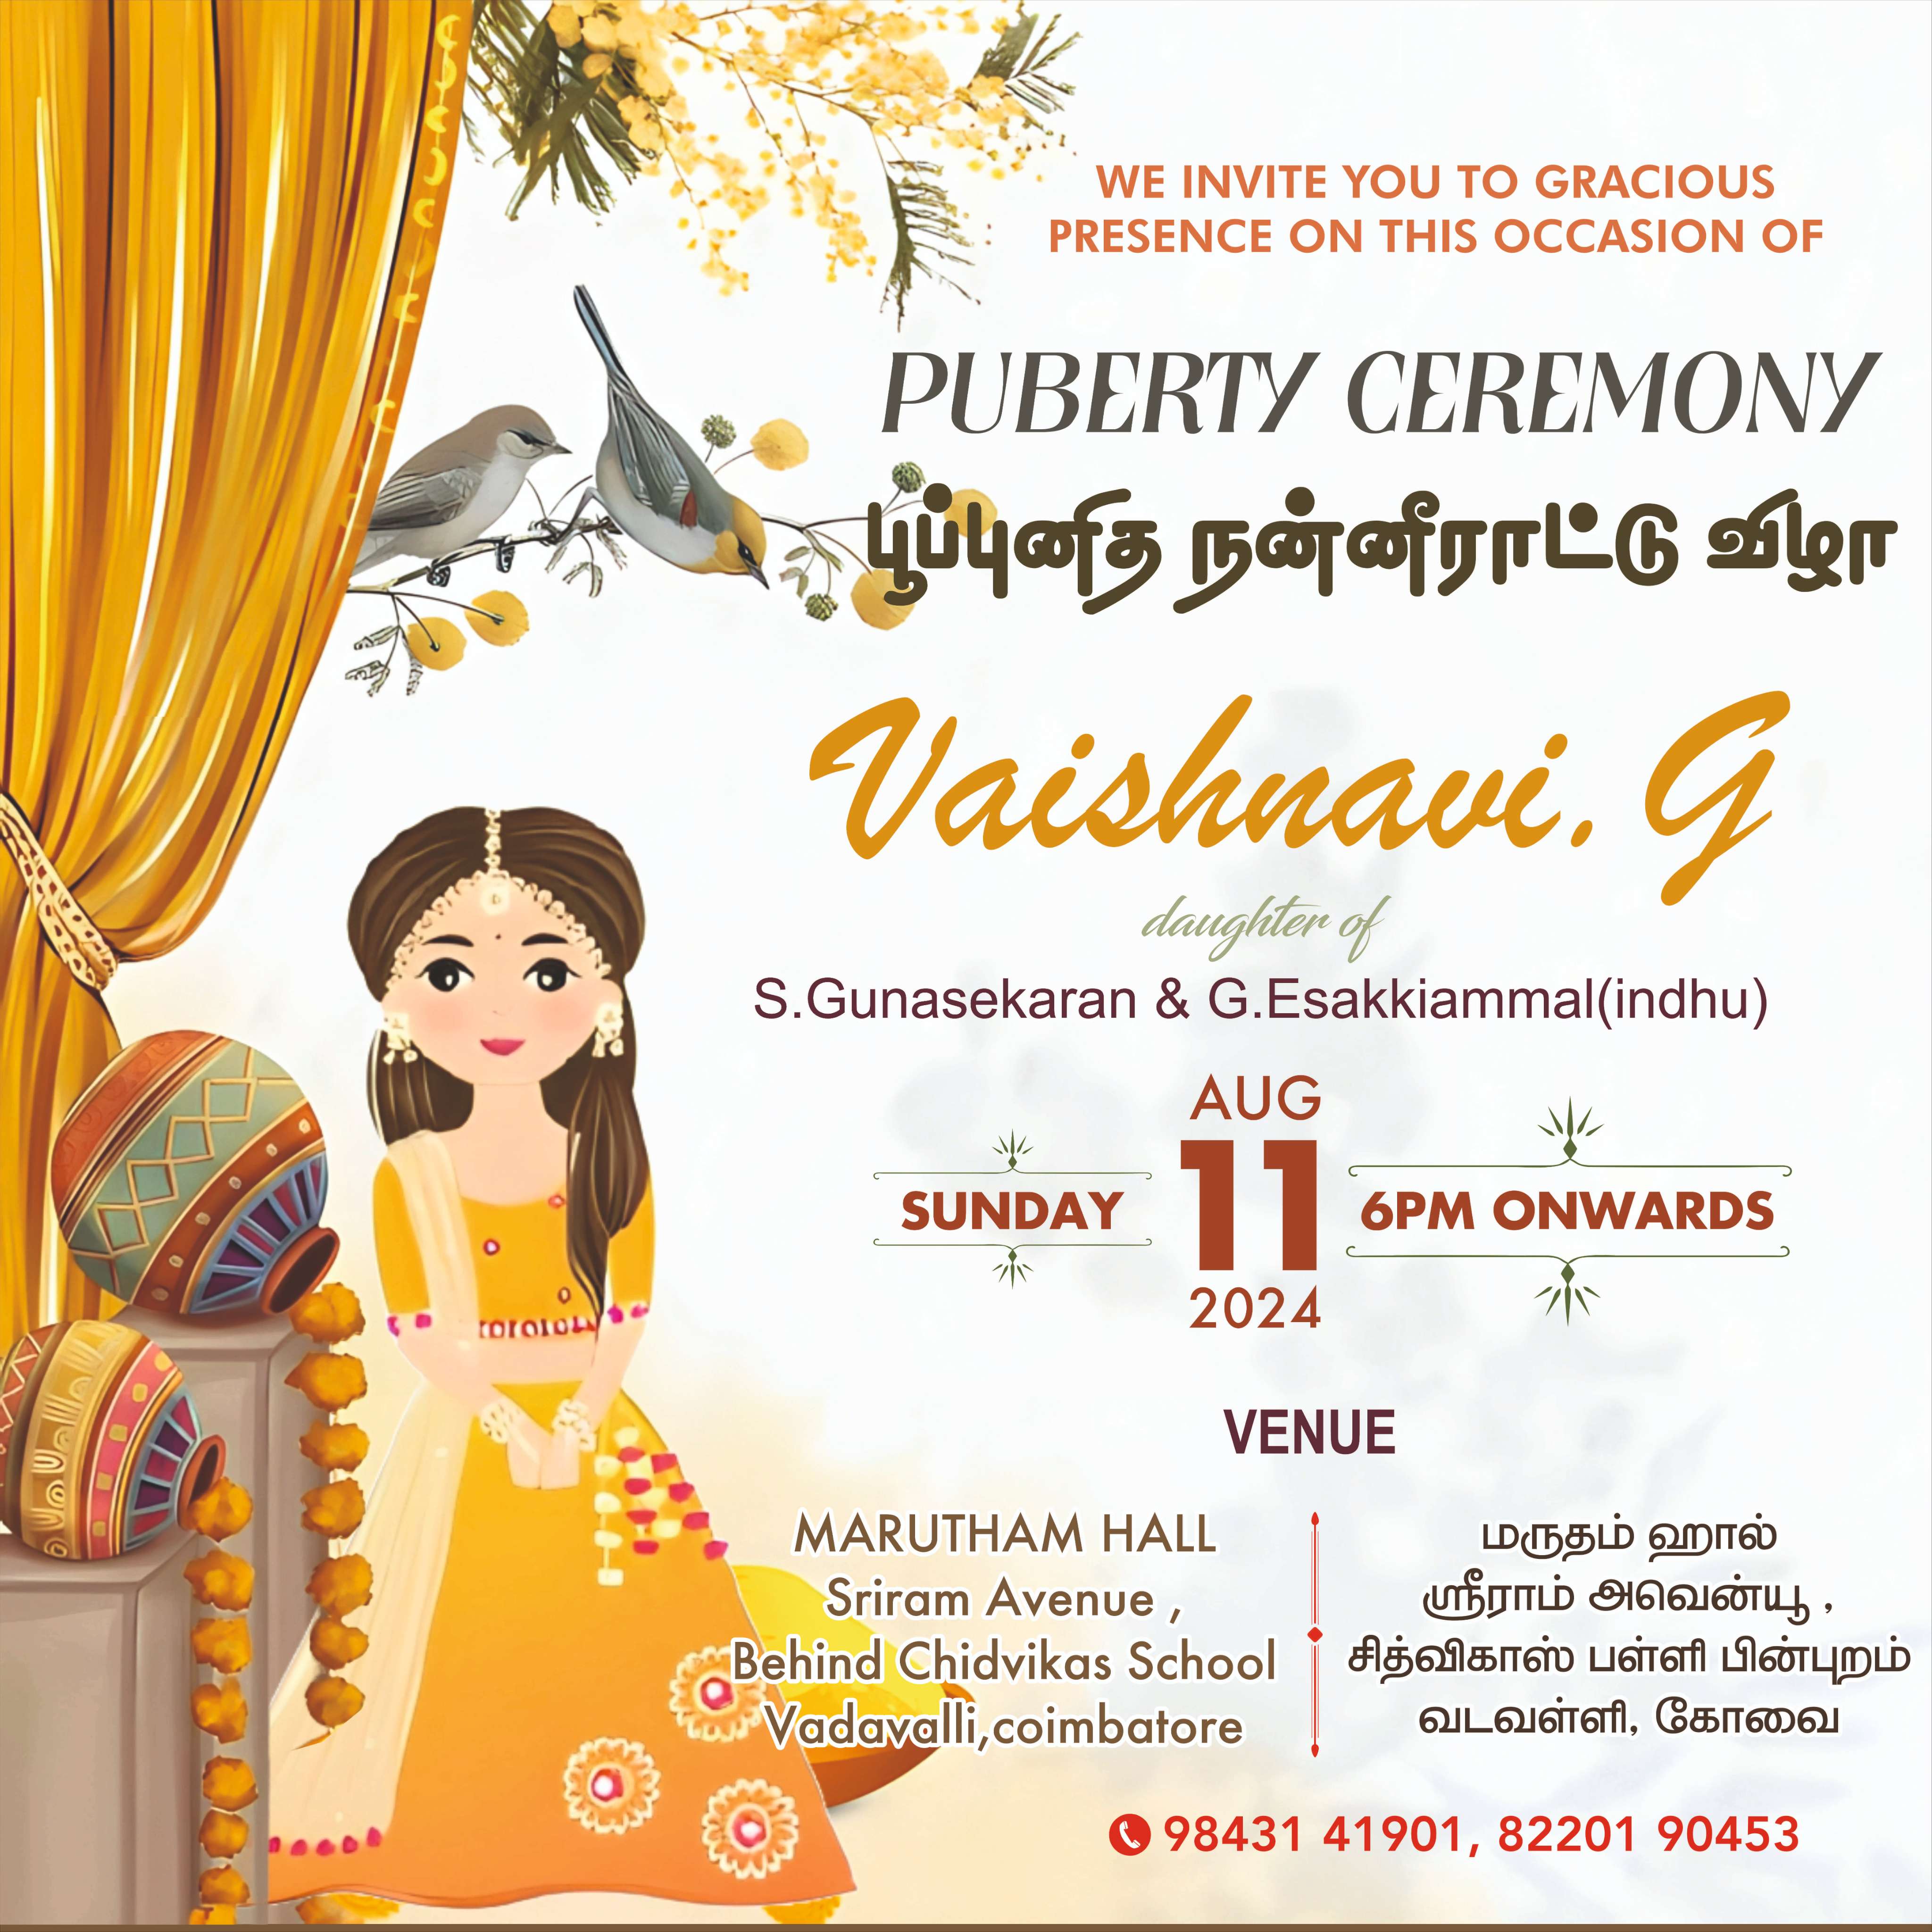 WE INVITE YOU TO GRACIOUS
PRESENCE ON THIS OCCASION OF
PUBERTY CEREMONY
பூப்புனித நன்னீராட்டு விழா
Vaishnavi. G
daughter of
S.Gunasekaran & G.Esakkiammal(indhu)
AUG
SUNDAY 11 6PM ONWARDS
2024
VENUE
MARUTHAM HALL
Sriram Avenue ,
Behind Chidvikas School
Vadavalli,coimbatore
மருதம் ஹால்
ஸ்ரீராம் அவென்யூ ,
சித்விகாஸ் பள்ளி பின்புறம்
வடவள்ளி, கோவை
98431 41901, 82201 90453